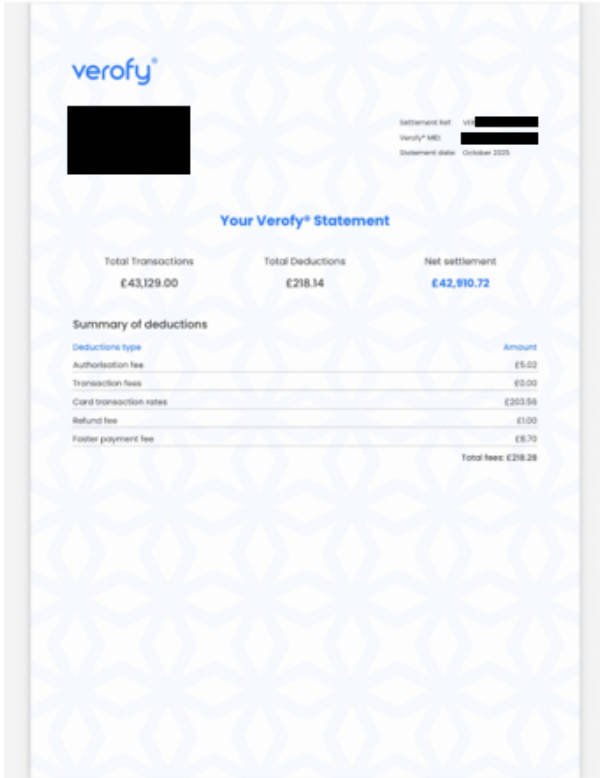 verofy®
Settlement Ref: VER
Verofy® MID:
Statement date: October 2025
Your Verofy® Statement
Total Transactions Total Deductions Net settlement
£43,129.00 £218.14 £42,910.72
Summary of deductions
Deductions type Amount
Authorisation fee £5.02
Transaction fees £0.00
Card transaction rates £203.56
Refund fee £1.00
Faster payment fee £8.70
Total fees: £218.28